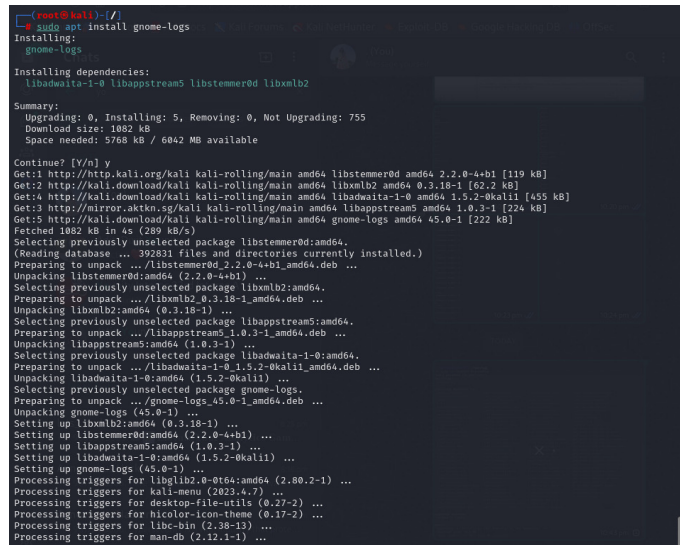 ┌──(root㉿kali)-[/]
└─# sudo apt install gnome-logs
Installing:
  gnome-logs

Installing dependencies:
  libadwaita-1-0 libappstream5 libstemmer0d libxmlb2

Summary:
  Upgrading: 0, Installing: 5, Removing: 0, Not Upgrading: 755
  Download size: 1082 kB
  Space needed: 5768 kB / 6042 MB available

Continue? [Y/n] y
Get:1 http://http.kali.org/kali kali-rolling/main amd64 libstemmer0d amd64 2.2.0-4+b1 [119 kB]
Get:2 http://kali.download/kali kali-rolling/main amd64 libxmlb2 amd64 0.3.18-1 [62.2 kB]
Get:4 http://kali.download/kali kali-rolling/main amd64 libadwaita-1-0 amd64 1.5.2-0kali1 [455 kB]
Get:3 http://mirror.aktkn.sg/kali kali-rolling/main amd64 libappstream5 amd64 1.0.3-1 [224 kB]
Get:5 http://kali.download/kali kali-rolling/main amd64 gnome-logs amd64 45.0-1 [222 kB]
Fetched 1082 kB in 4s (289 kB/s)
Selecting previously unselected package libstemmer0d:amd64.
(Reading database ... 392831 files and directories currently installed.)
Preparing to unpack .../libstemmer0d_2.2.0-4+b1_amd64.deb ...
Unpacking libstemmer0d:amd64 (2.2.0-4+b1) ...
Selecting previously unselected package libxmlb2:amd64.
Preparing to unpack .../libxmlb2_0.3.18-1_amd64.deb ...
Unpacking libxmlb2:amd64 (0.3.18-1) ...
Selecting previously unselected package libappstream5:amd64.
Preparing to unpack .../libappstream5_1.0.3-1_amd64.deb ...
Unpacking libappstream5:amd64 (1.0.3-1) ...
Selecting previously unselected package libadwaita-1-0:amd64.
Preparing to unpack .../libadwaita-1-0_1.5.2-0kali1_amd64.deb ...
Unpacking libadwaita-1-0:amd64 (1.5.2-0kali1) ...
Selecting previously unselected package gnome-logs.
Preparing to unpack .../gnome-logs_45.0-1_amd64.deb ...
Unpacking gnome-logs (45.0-1) ...
Setting up libxmlb2:amd64 (0.3.18-1) ...
Setting up libstemmer0d:amd64 (2.2.0-4+b1) ...
Setting up libappstream5:amd64 (1.0.3-1) ...
Setting up libadwaita-1-0:amd64 (1.5.2-0kali1) ...
Setting up gnome-logs (45.0-1) ...
Processing triggers for libglib2.0-0t64:amd64 (2.80.2-1) ...
Processing triggers for kali-menu (2023.4.7) ...
Processing triggers for desktop-file-utils (0.27-2) ...
Processing triggers for hicolor-icon-theme (0.17-2) ...
Processing triggers for libc-bin (2.38-13) ...
Processing triggers for man-db (2.12.1-1) ...